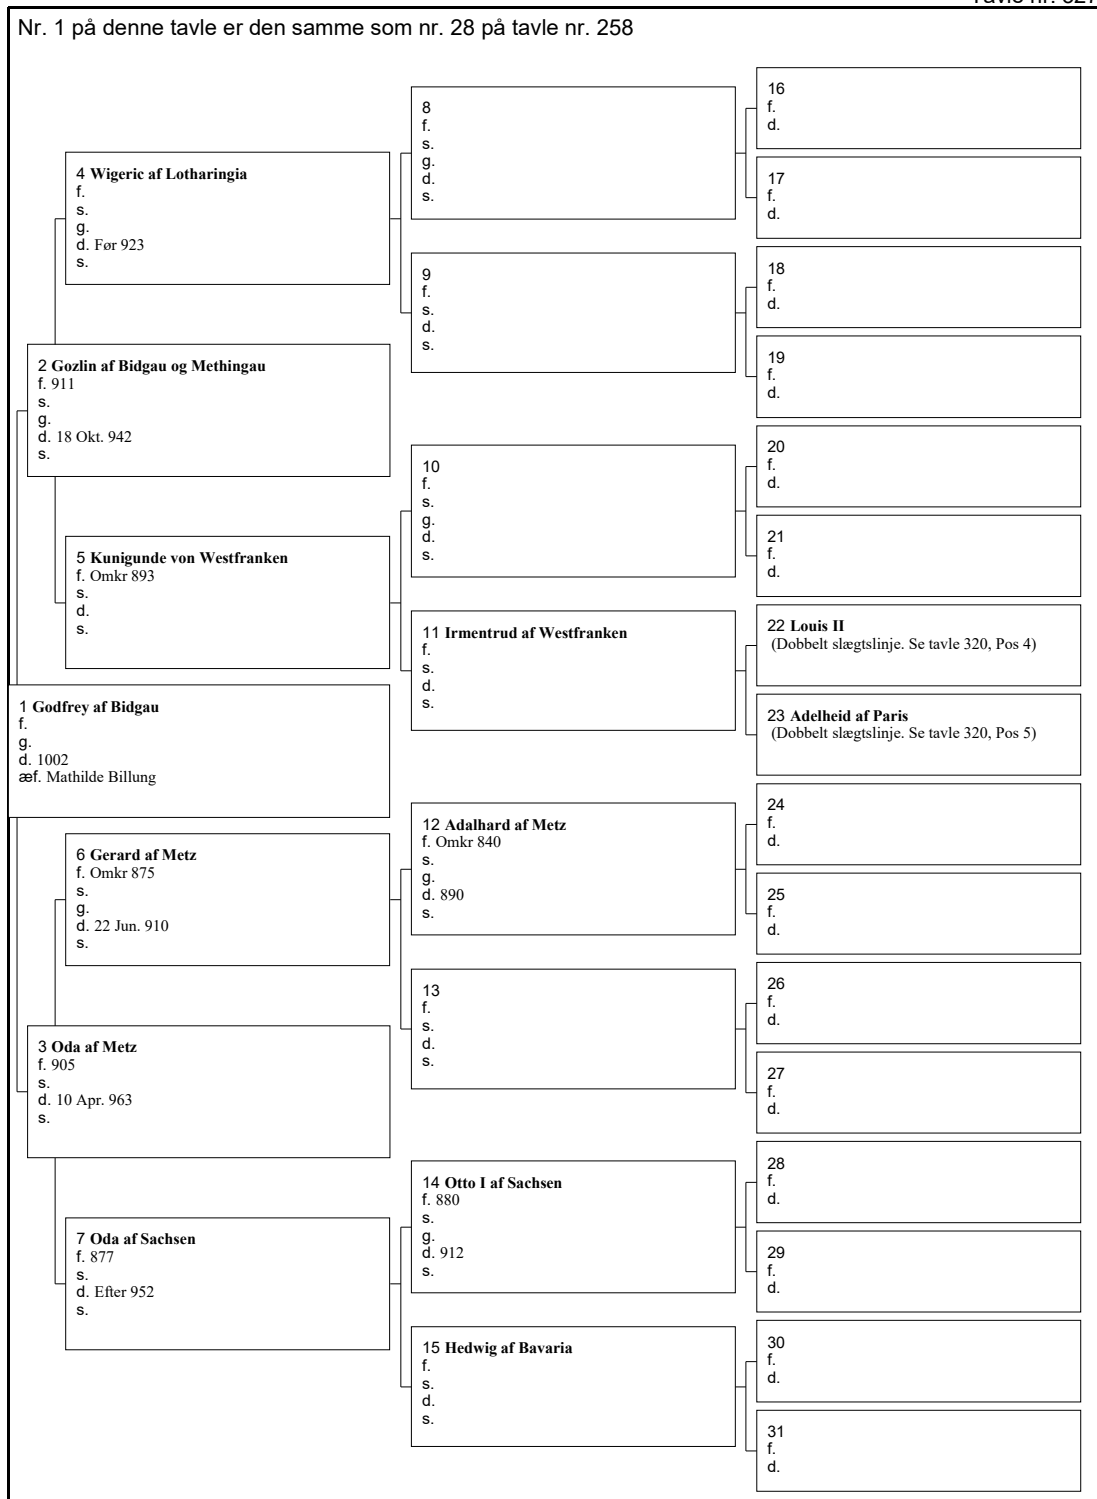 Nr. 1 på denne tavle er den samme som nr. 28 på tavle nr. 258
16
f.
d.
8
f.
s.
g.
d.
s.
4 Wigeric af Lotharingia
f.
s.
g.
d. Før 923
s.
17
f.
d.
9
f.
s.
d.
s.
18
f.
d.
19
f.
d.
2 Gozlin af Bidgau og Methingau
f. 911
s.
g.
d. 18 Okt. 942
s.
10
f.
s.
g.
d.
s.
20
f.
d.
21
f.
d.
5 Kunigunde von Westfranken
f. Omkr 893
s.
d.
s.
11 Irmentrud af Westfranken
f.
s.
d.
s.
22 Louis II
(Dobbelt slægtslinje. Se tavle 320, Pos 4)
23 Adelheid af Paris
(Dobbelt slægtslinje. Se tavle 320, Pos 5)
1 Godfrey af Bidgau
f.
g.
d. 1002
æf. Mathilde Billung
12 Adalhard af Metz
f. Omkr 840
s.
g.
d. 890
s.
24
f.
d.
25
f.
d.
6 Gerard af Metz
f. Omkr 875
s.
g.
d. 22 Jun. 910
s.
13
f.
s.
d.
s.
26
f.
d.
27
f.
d.
3 Oda af Metz
f. 905
s.
d. 10 Apr. 963
s.
14 Otto I af Sachsen
f. 880
s.
g.
d. 912
s.
28
f.
d.
29
f.
d.
7 Oda af Sachsen
f. 877
s.
d. Efter 952
s.
15 Hedwig af Bavaria
f.
s.
d.
s.
30
f.
d.
31
f.
d.